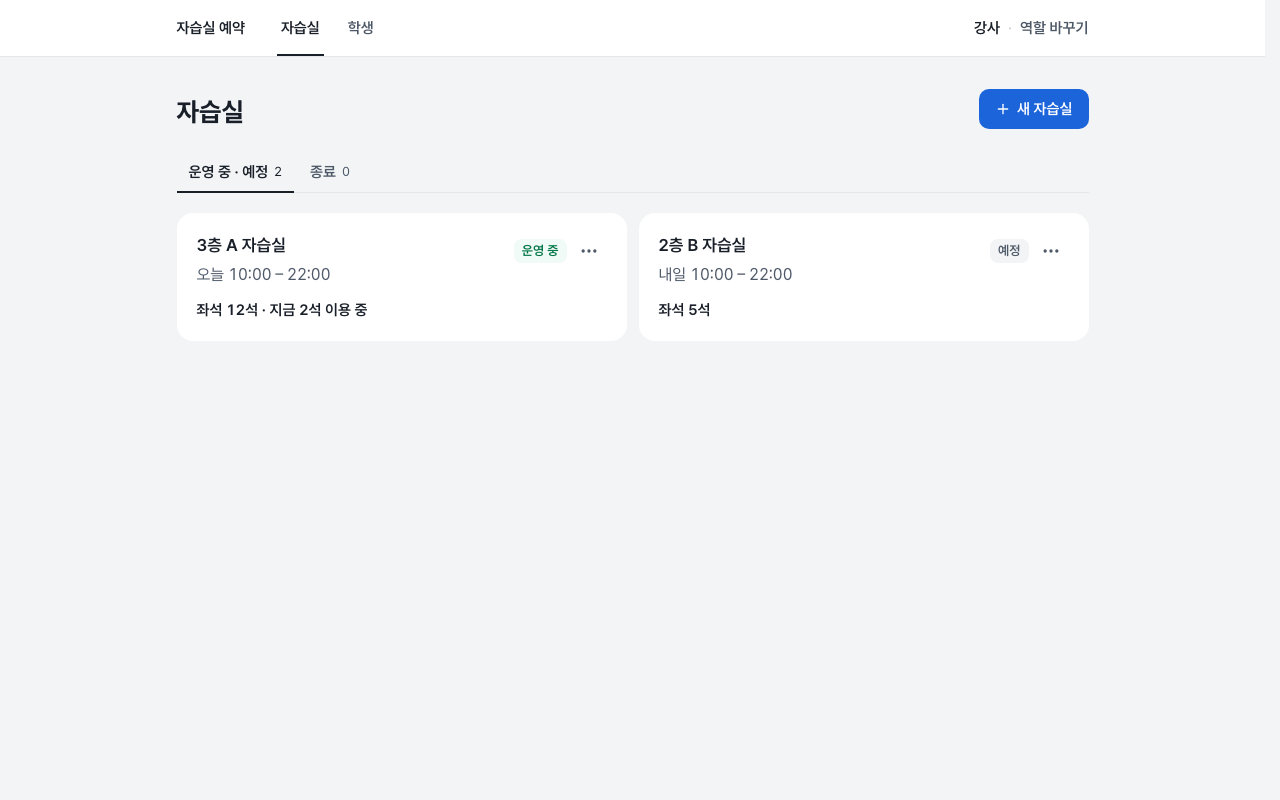 자습실 예약
자습실
학생
강사 · 역할 바꾸기
자습실
+ 새 자습실
운영 중 · 예정 2
종료 0
3층 A 자습실
운영 중
오늘 10:00 – 22:00
좌석 12석 · 지금 2석 이용 중
2층 B 자습실
예정
내일 10:00 – 22:00
좌석 5석